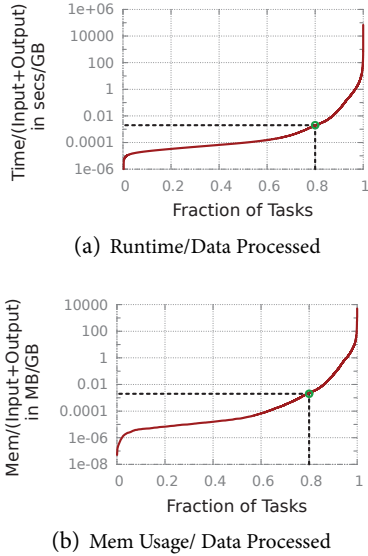 Time/(Input+Output)
in secs/GB
1e+06
10000
100
1
0.01
0.0001
1e-06
0 0.2 0.4 0.6 0.8 1
Fraction of Tasks
(a) Runtime/Data Processed
Mem/(Input+Output)
in MB/GB
10000
100
1
0.01
0.0001
1e-06
1e-08
0 0.2 0.4 0.6 0.8 1
Fraction of Tasks
(b) Mem Usage/ Data Processed